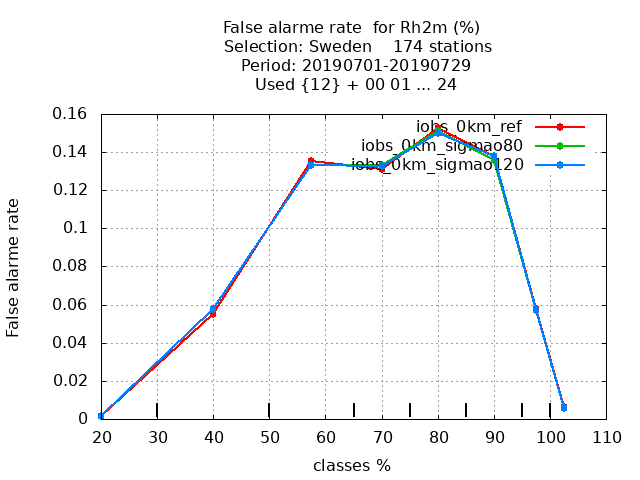 False alarme rate for Rh2m (%)
Selection: Sweden 174 stations
Period: 20190701-20190729
Used {12} + 00 01 ... 24
iobs_0km_ref
iobs_0km_sigmao80
iobs_0km_sigmao120
0.16
0.14
0.12
0.1
0.08
0.06
0.04
0.02
0
False alarme rate
20 30 40 50 60 70 80 90 100 110
classes %